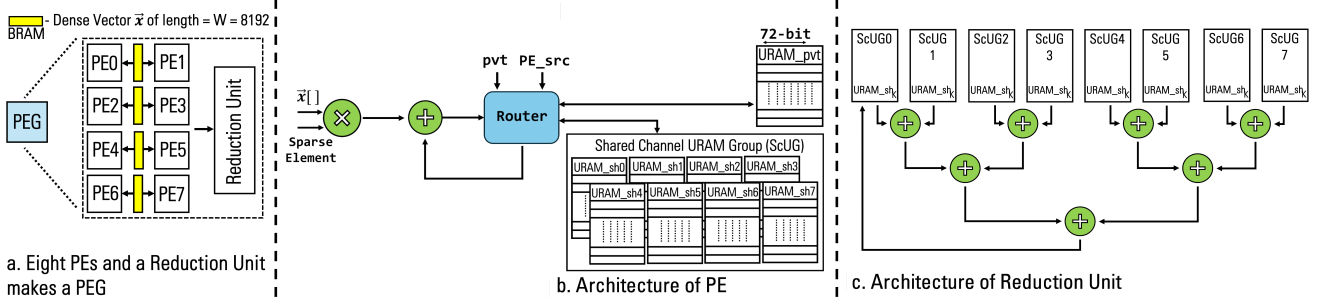 - Dense Vector x⃗ of length = W = 8192
BRAM
PEG
PE0
PE1
PE2
PE3
PE4
PE5
PE6
PE7
Reduction Unit
a. Eight PEs and a Reduction Unit
makes a PEG
x⃗[ ]
Sparse
Element
pvt PE_src
Router
72-bit
URAM_pvt
Shared Channel URAM Group (ScUG)
URAM_sh0 URAM_sh1 URAM_sh2 URAM_sh3
URAM_sh4 URAM_sh5 URAM_sh6 URAM_sh7
b. Architecture of PE
ScUG0
URAM_shK
ScUG
1
URAM_shK
ScUG2
URAM_shK
ScUG
3
URAM_shK
ScUG4
URAM_shK
ScUG
5
URAM_shK
ScUG6
URAM_shK
ScUG
7
URAM_shK
c. Architecture of Reduction Unit